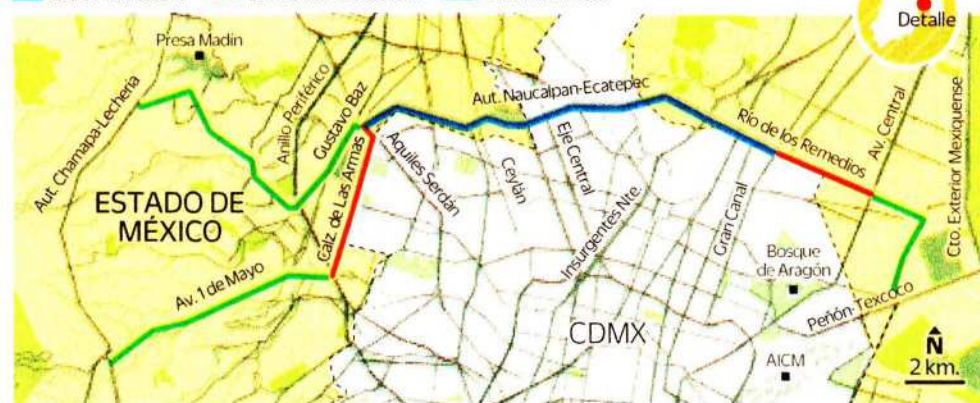 Detalle
Presa Madín
Aut. Chamapa-Lechería
Anillo Periférico
Gustavo Baz
Calz. de Las Armas
Aquiles Serdán
Aut. Naucalpan-Ecatepec
Ceylán
Eje Central
Insurgentes Nte.
Gran Canal
Río de los Remedios
Av. Central
Cto. Exterior Mexiquense
ESTADO DE
MÉXICO
Av. 1 de Mayo
CDMX
Bosque
de Aragón
Peñón-Texcoco
AICM
N
2 km.